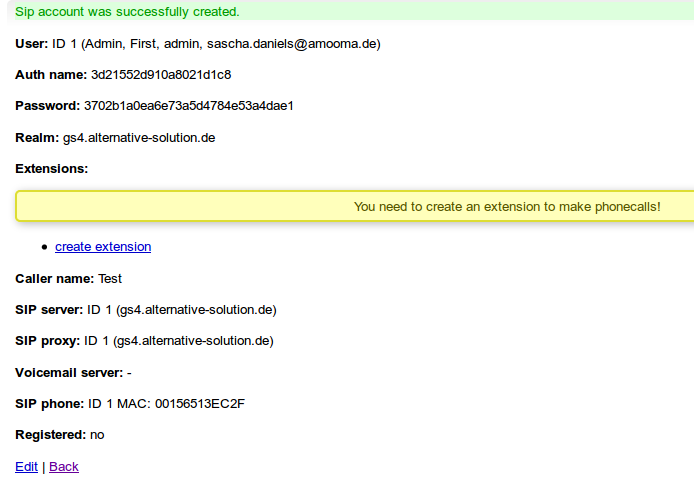 Sip account was successfully created.
User: ID 1 (Admin, First, admin, sascha.daniels@amooma.de)
Auth name: 3d21552d910a8021d1c8
Password: 3702b1a0ea6e73a5d4784e53a4dae1
Realm: gs4.alternative-solution.de
Extensions:
You need to create an extension to make phonecalls!
create extension
Caller name: Test
SIP server: ID 1 (gs4.alternative-solution.de)
SIP proxy: ID 1 (gs4.alternative-solution.de)
Voicemail server: -
SIP phone: ID 1 MAC: 00156513EC2F
Registered: no
Edit | Back